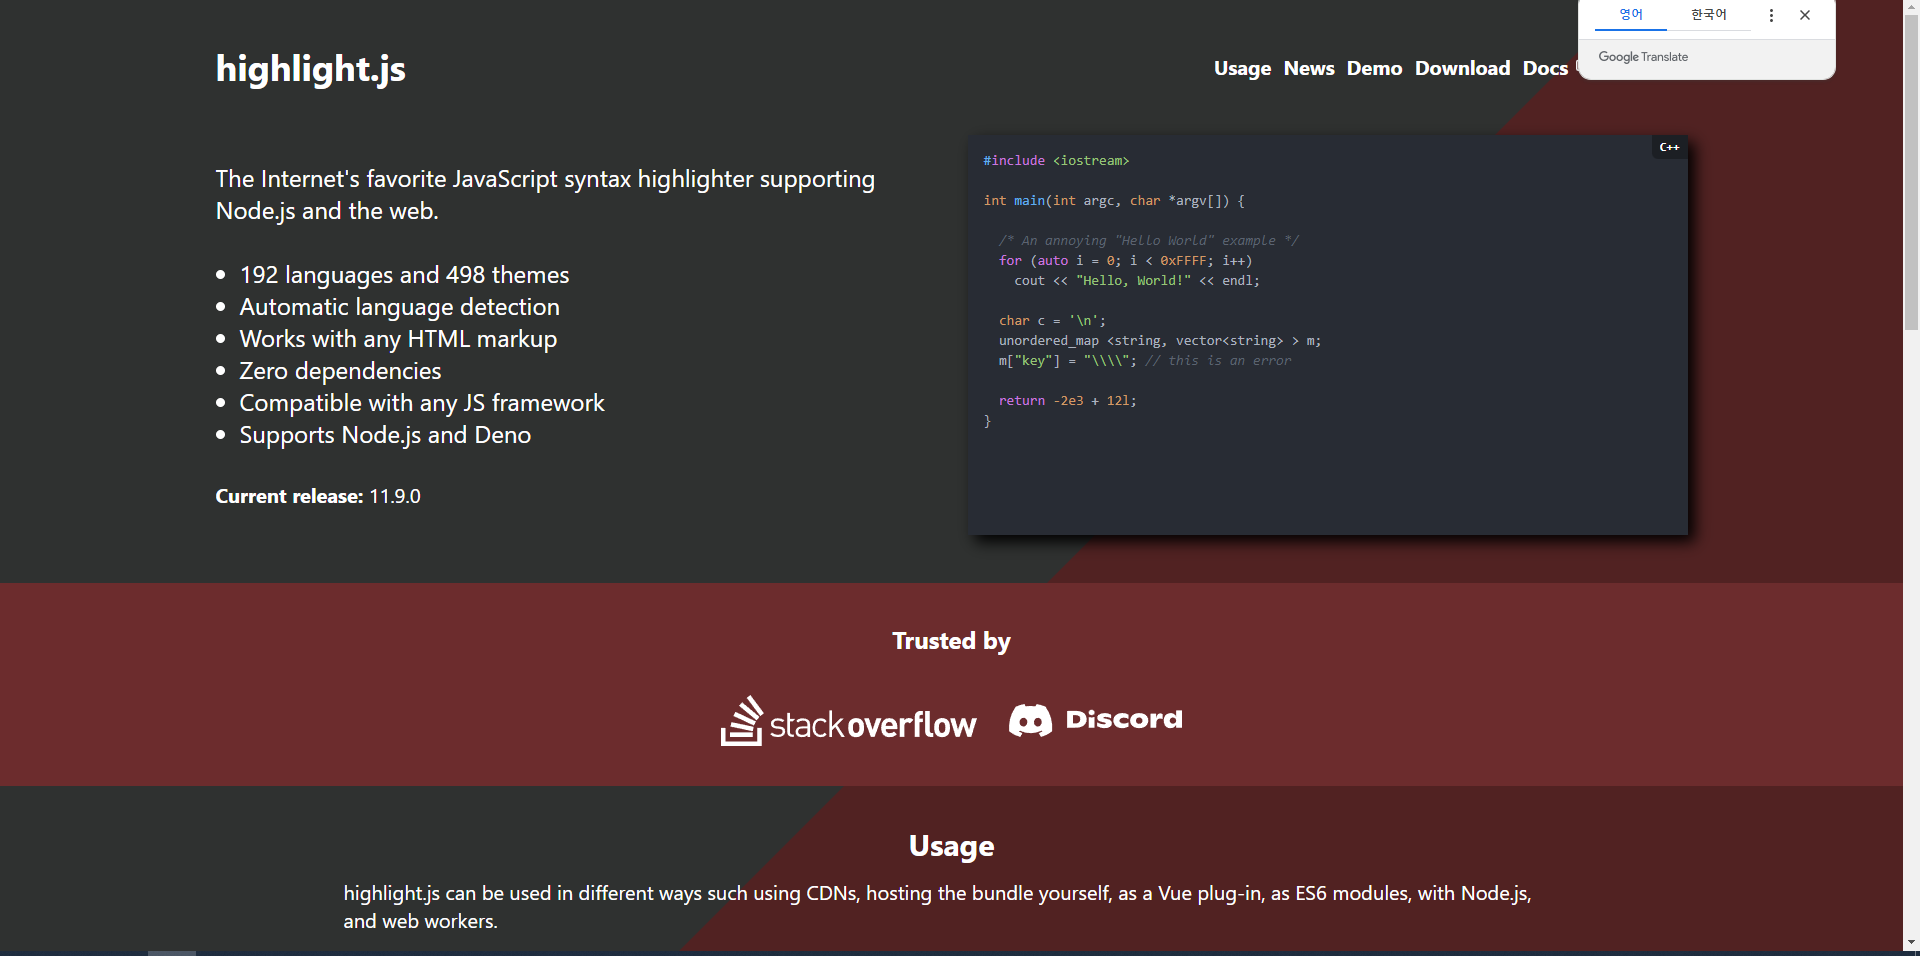 영어 한국어
Google Translate
highlight.js
Usage News Demo Download Docs
The Internet's favorite JavaScript syntax highlighter supporting
Node.js and the web.
• 192 languages and 498 themes
• Automatic language detection
• Works with any HTML markup
• Zero dependencies
• Compatible with any JS framework
• Supports Node.js and Deno
Current release: 11.9.0
C++
#include <iostream>
int main(int argc, char *argv[]) {
/* An annoying "Hello World" example */
for (auto i = 0; i < 0xFFFF; i++)
cout << "Hello, World!" << endl;
char c = '\n';
unordered_map <string, vector<string> > m;
m["key"] = "\\\\"; // this is an error
return -2e3 + 12l;
}
Trusted by
stackoverflow Discord
Usage
highlight.js can be used in different ways such using CDNs, hosting the bundle yourself, as a Vue plug-in, as ES6 modules, with Node.js,
and web workers.